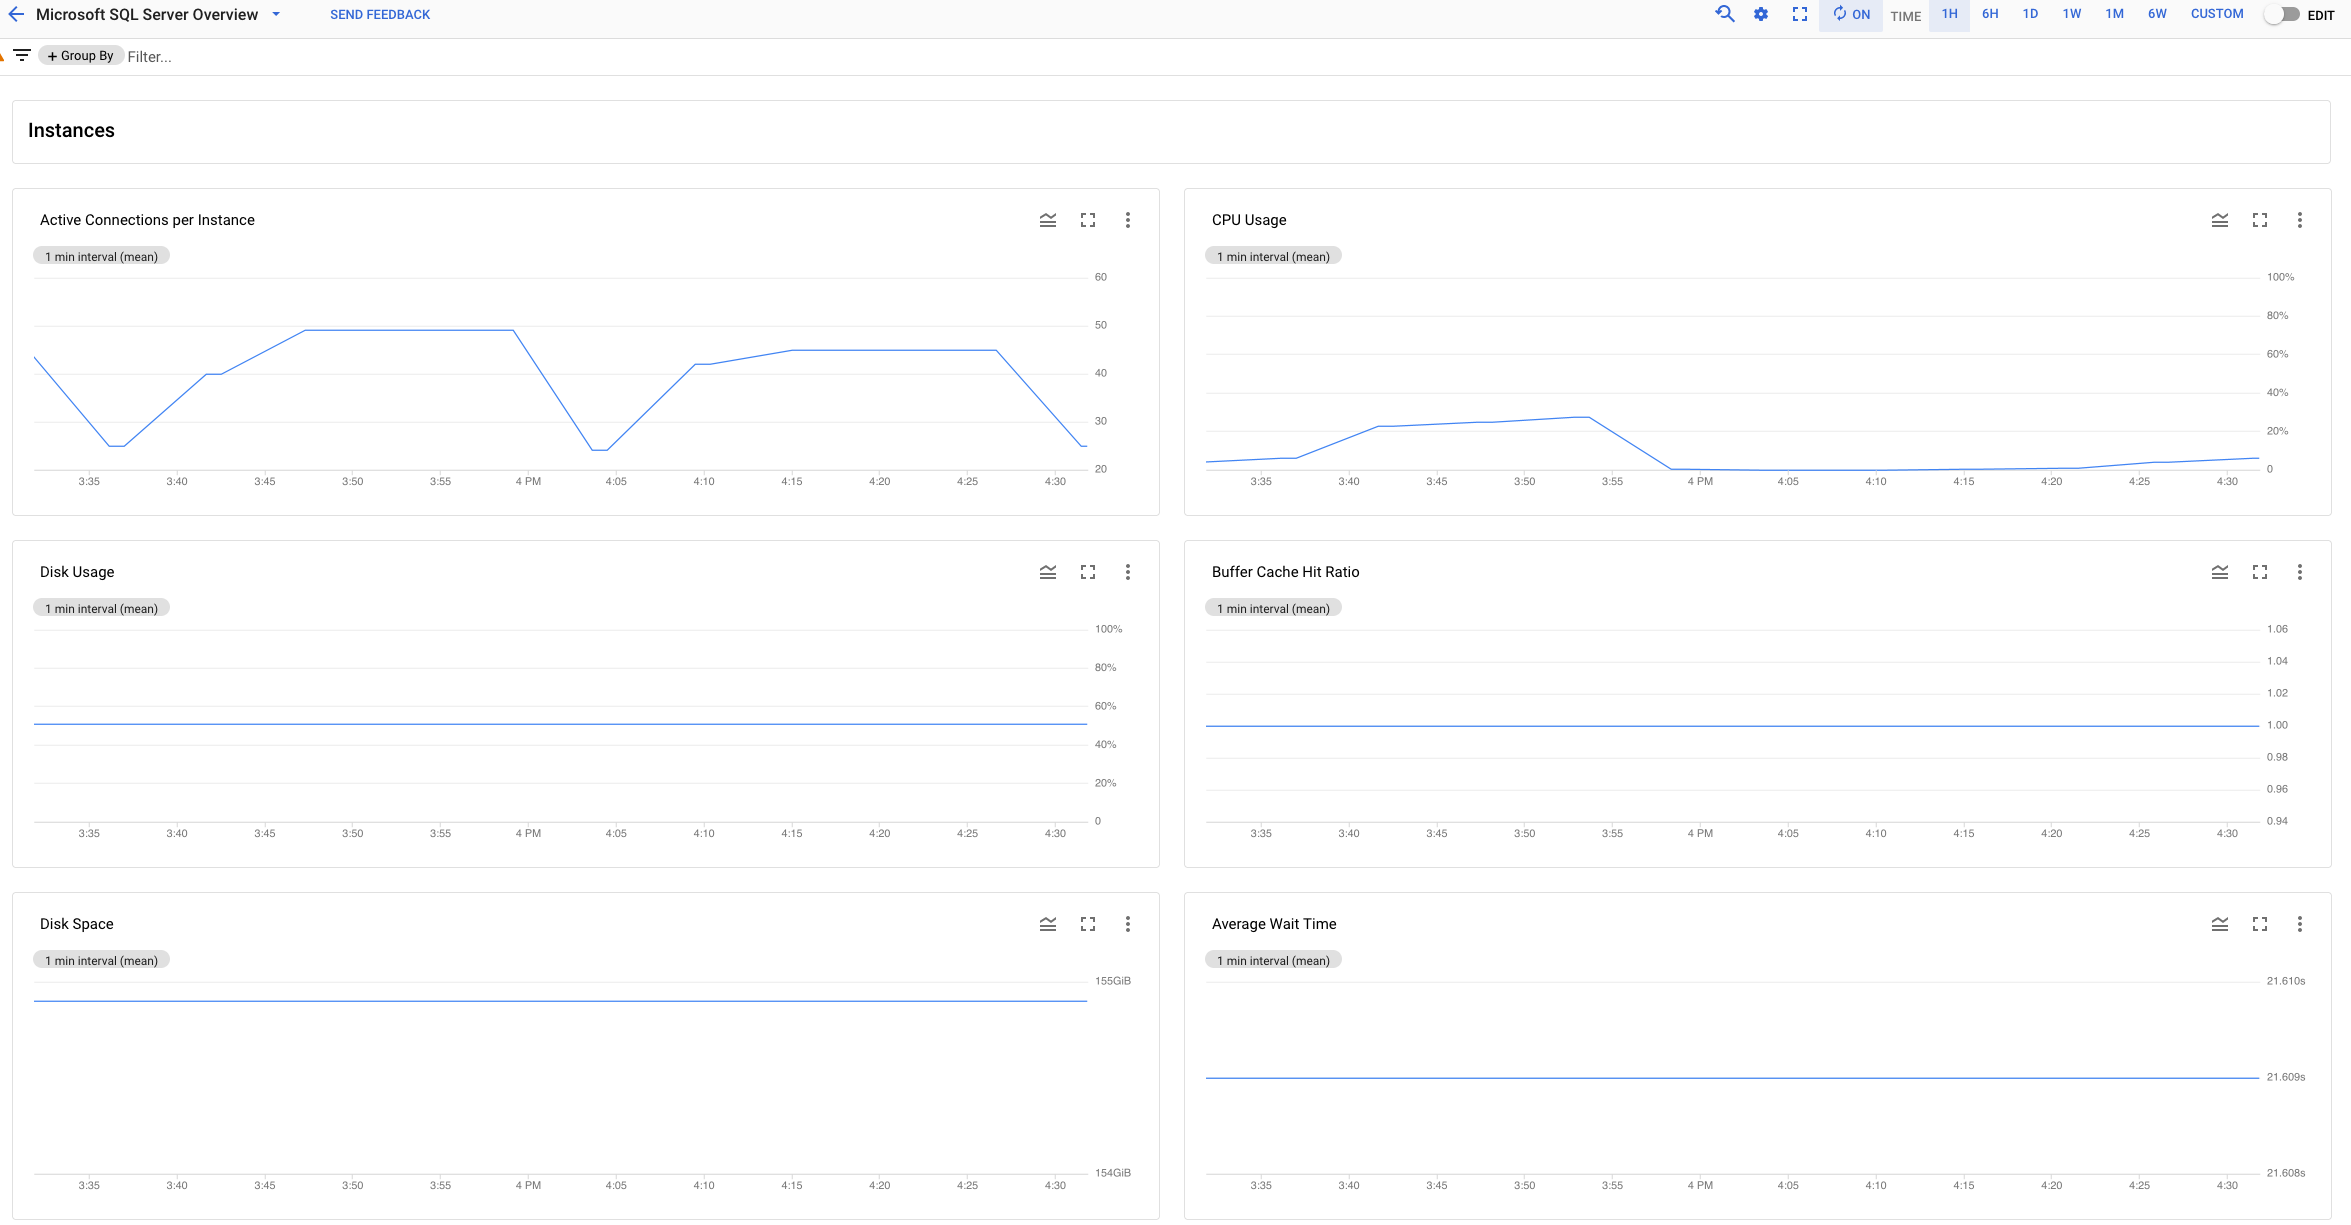 Microsoft SQL Server Overview SEND FEEDBACK ON TIME 1H 6H 1D 1W 1M 6W CUSTOM EDIT
+ Group By Filter...
Instances
Active Connections per Instance
1 min interval (mean)
60
50
40
30
20
3:35 3:40 3:45 3:50 3:55 4 PM 4:05 4:10 4:15 4:20 4:25 4:30
CPU Usage
1 min interval (mean)
100%
80%
60%
40%
20%
0
3:35 3:40 3:45 3:50 3:55 4 PM 4:05 4:10 4:15 4:20 4:25 4:30
Disk Usage
1 min interval (mean)
100%
80%
60%
40%
20%
0
3:35 3:40 3:45 3:50 3:55 4 PM 4:05 4:10 4:15 4:20 4:25 4:30
Buffer Cache Hit Ratio
1 min interval (mean)
1.06
1.04
1.02
1.00
0.98
0.96
0.94
3:35 3:40 3:45 3:50 3:55 4 PM 4:05 4:10 4:15 4:20 4:25 4:30
Disk Space
1 min interval (mean)
155GiB
154GiB
3:35 3:40 3:45 3:50 3:55 4 PM 4:05 4:10 4:15 4:20 4:25 4:30
Average Wait Time
1 min interval (mean)
21.610s
21.609s
21.608s
3:35 3:40 3:45 3:50 3:55 4 PM 4:05 4:10 4:15 4:20 4:25 4:30